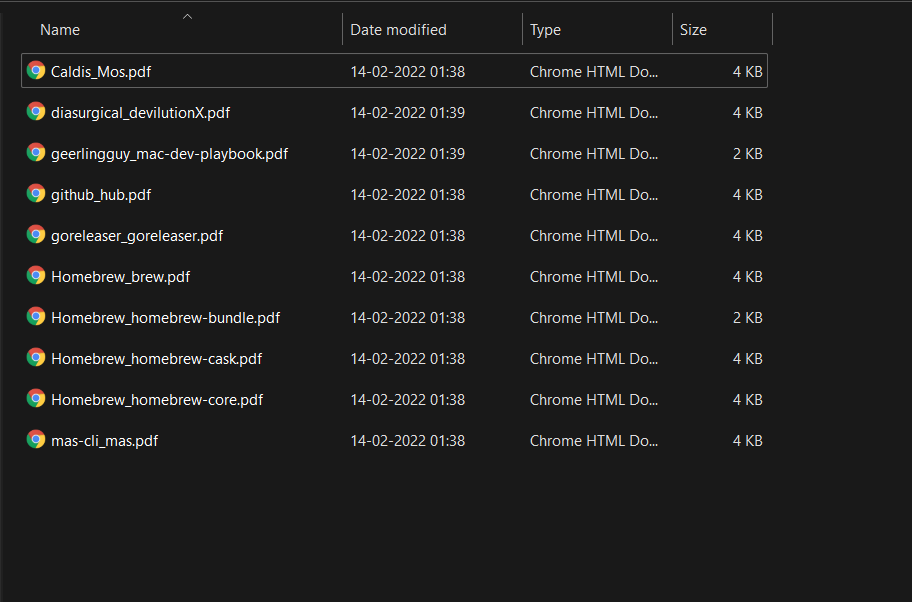 Name Date modified Type Size
Caldis_Mos.pdf 14-02-2022 01:38 Chrome HTML Do... 4 KB
diasurgical_devilutionX.pdf 14-02-2022 01:39 Chrome HTML Do... 4 KB
geerlingguy_mac-dev-playbook.pdf 14-02-2022 01:39 Chrome HTML Do... 2 KB
github_hub.pdf 14-02-2022 01:38 Chrome HTML Do... 4 KB
goreleaser_goreleaser.pdf 14-02-2022 01:38 Chrome HTML Do... 4 KB
Homebrew_brew.pdf 14-02-2022 01:38 Chrome HTML Do... 4 KB
Homebrew_homebrew-bundle.pdf 14-02-2022 01:38 Chrome HTML Do... 2 KB
Homebrew_homebrew-cask.pdf 14-02-2022 01:38 Chrome HTML Do... 4 KB
Homebrew_homebrew-core.pdf 14-02-2022 01:38 Chrome HTML Do... 4 KB
mas-cli_mas.pdf 14-02-2022 01:38 Chrome HTML Do... 4 KB